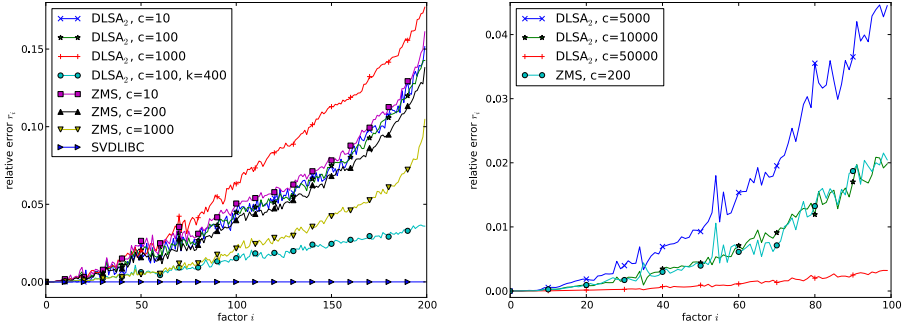 DLSA₂, c=10
DLSA₂, c=100
DLSA₂, c=1000
DLSA₂, c=100, k=400
ZMS, c=10
ZMS, c=200
ZMS, c=1000
SVDLIBC
0.15
0.10
0.05
0.00
relative error rᵢ
0 50 100 150 200
factor i
DLSA₂, c=5000
DLSA₂, c=10000
DLSA₂, c=50000
ZMS, c=200
0.04
0.03
0.02
0.01
0.00
relative error rᵢ
0 20 40 60 80 100
factor i